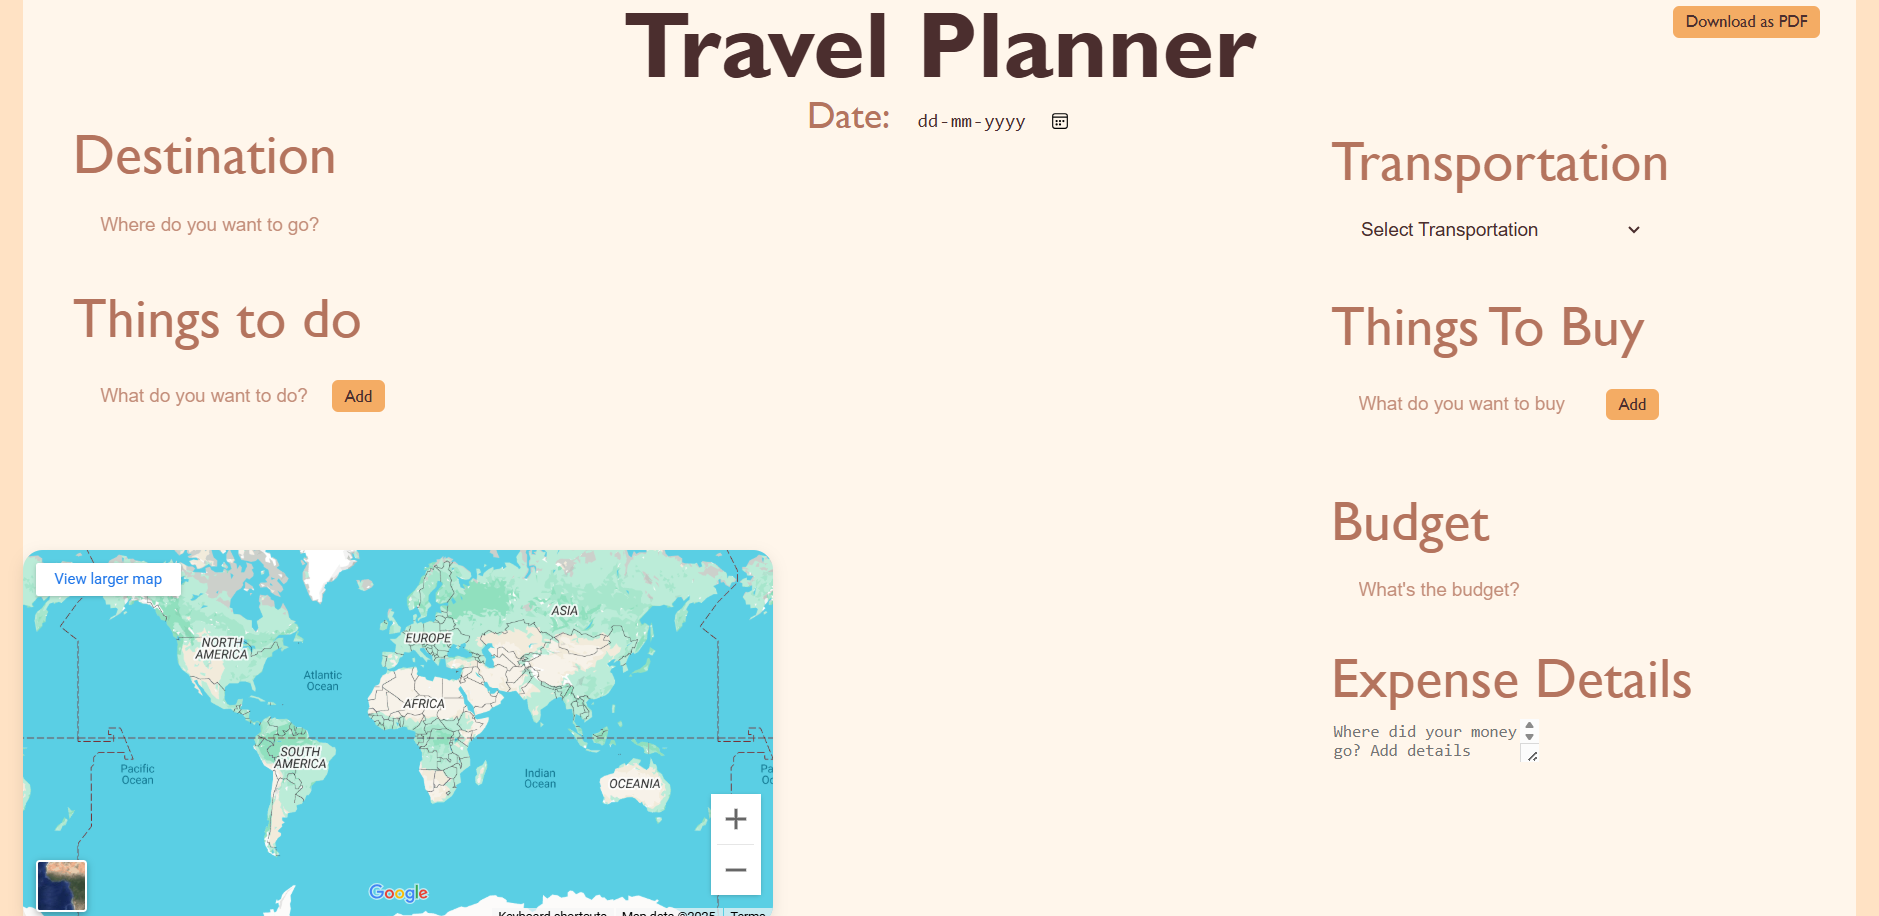 Travel Planner
Download as PDF
Date: dd-mm-yyyy
Destination
Where do you want to go?
Things to do
What do you want to do? Add
Transportation
Select Transportation
Things To Buy
What do you want to buy Add
Budget
What's the budget?
Expense Details
Where did your money
go? Add details
View larger map
NORTH
AMERICA
Atlantic
Ocean
EUROPE
ASIA
AFRICA
SOUTH
AMERICA
Pacific
Ocean
Indian
Ocean
OCEANIA
Pa
Oc
Google
Keyboard shortcuts Map data ©2025 Terms